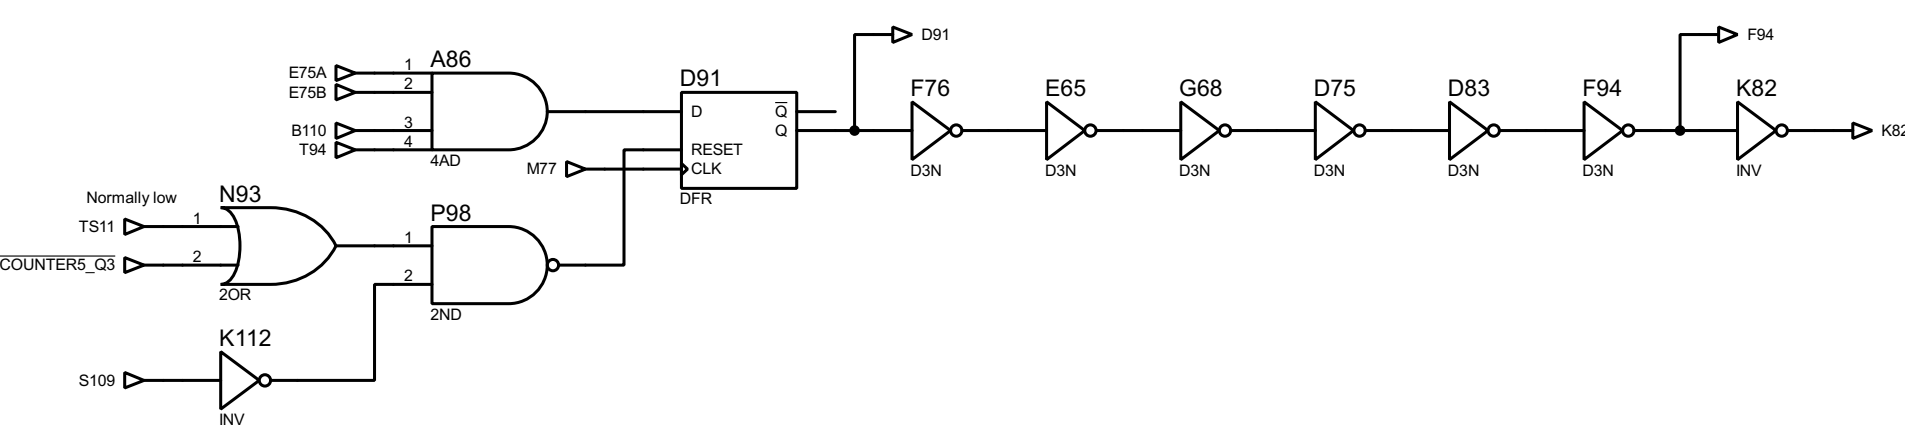 D91
F94
A86
E75A
1
E75B
2
B110
3
T94
4
4AD
D91
D
Q
Q
RESET
CLK
M77
DFR
F76
D3N
E65
D3N
G68
D3N
D75
D3N
D83
D3N
F94
D3N
K82
INV
K82
Normally low
N93
TS11
1
COUNTER5_Q3
2
2OR
P98
1
2
2ND
K112
S109
INV